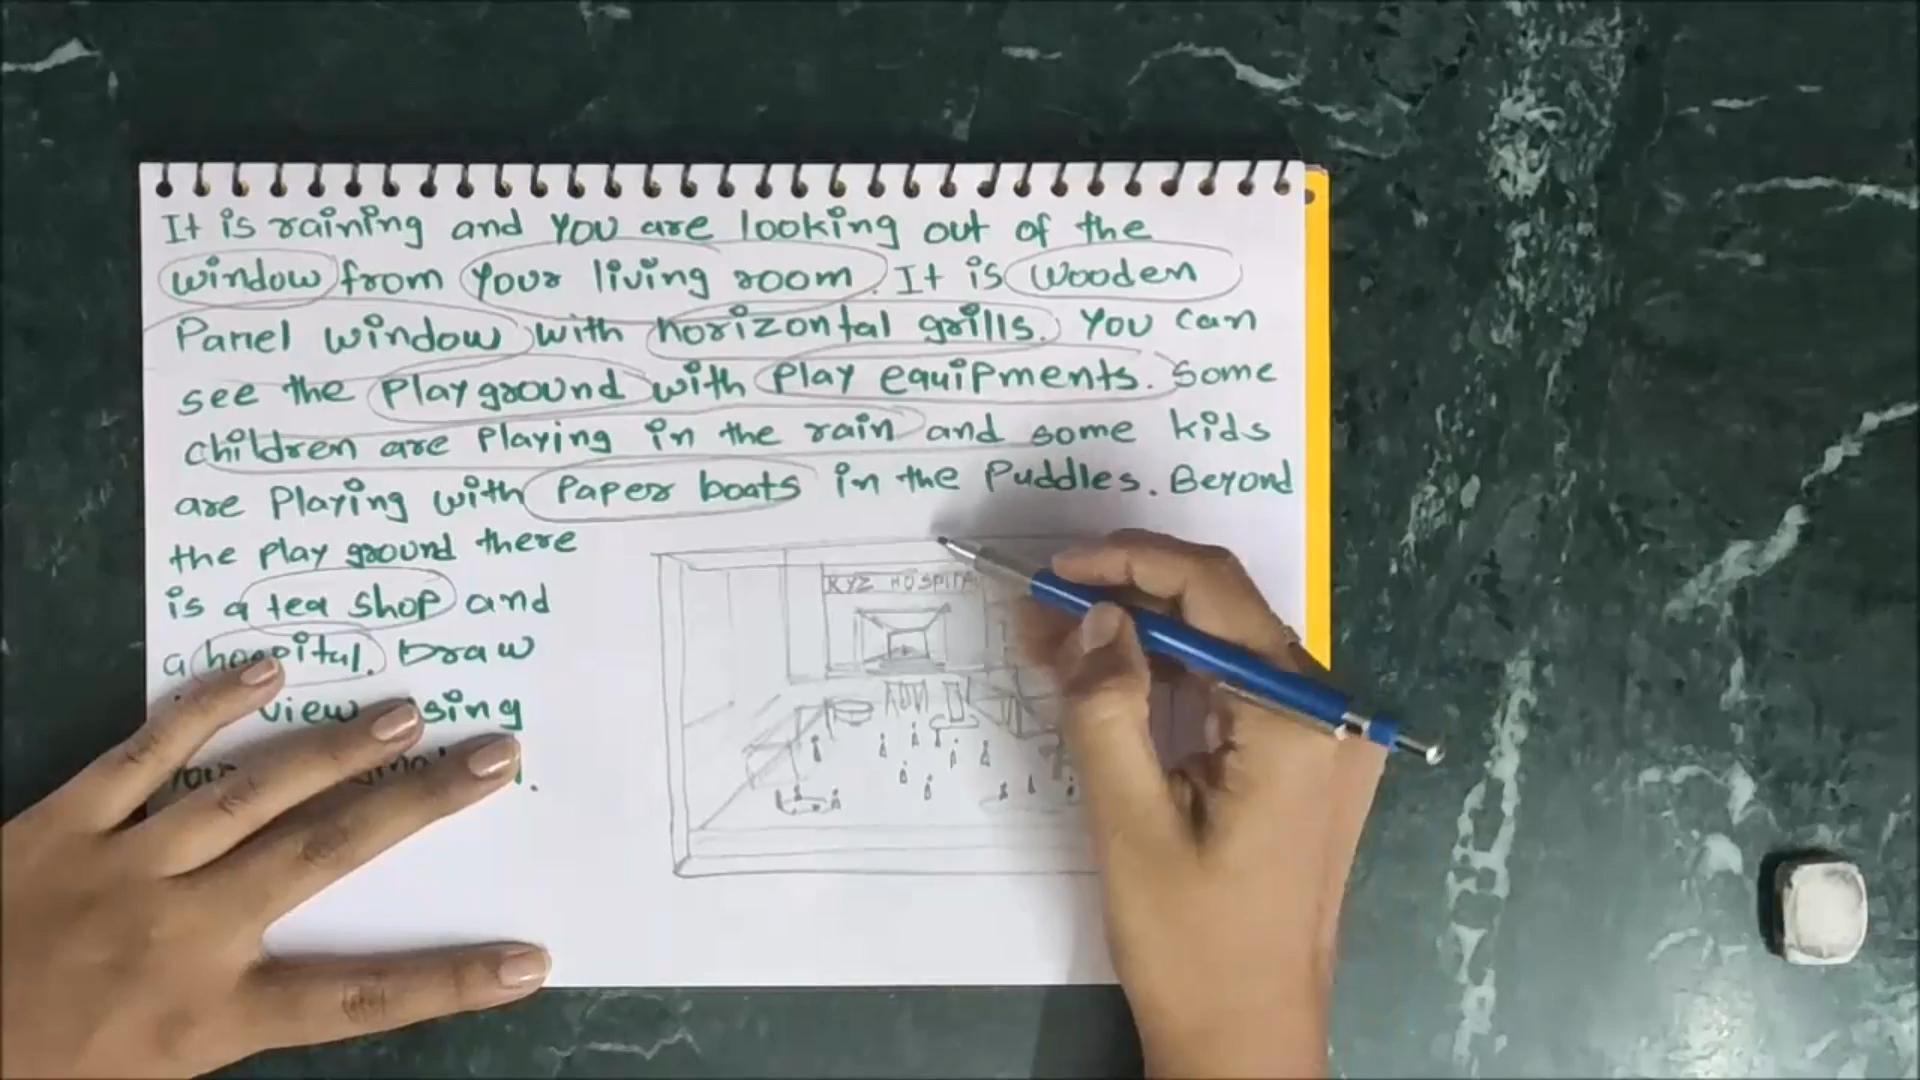 It is raining and you are looking out of the
window from your living room. It is wooden
Panel window with horizontal grills. You can
see the playground with play equipments. Some
children are playing in the rain and some kids
are playing with paper boats in the puddles. Beyond
the play ground there
is a tea shop and
a hospital. Draw
view using
XYZ HOSPITAL